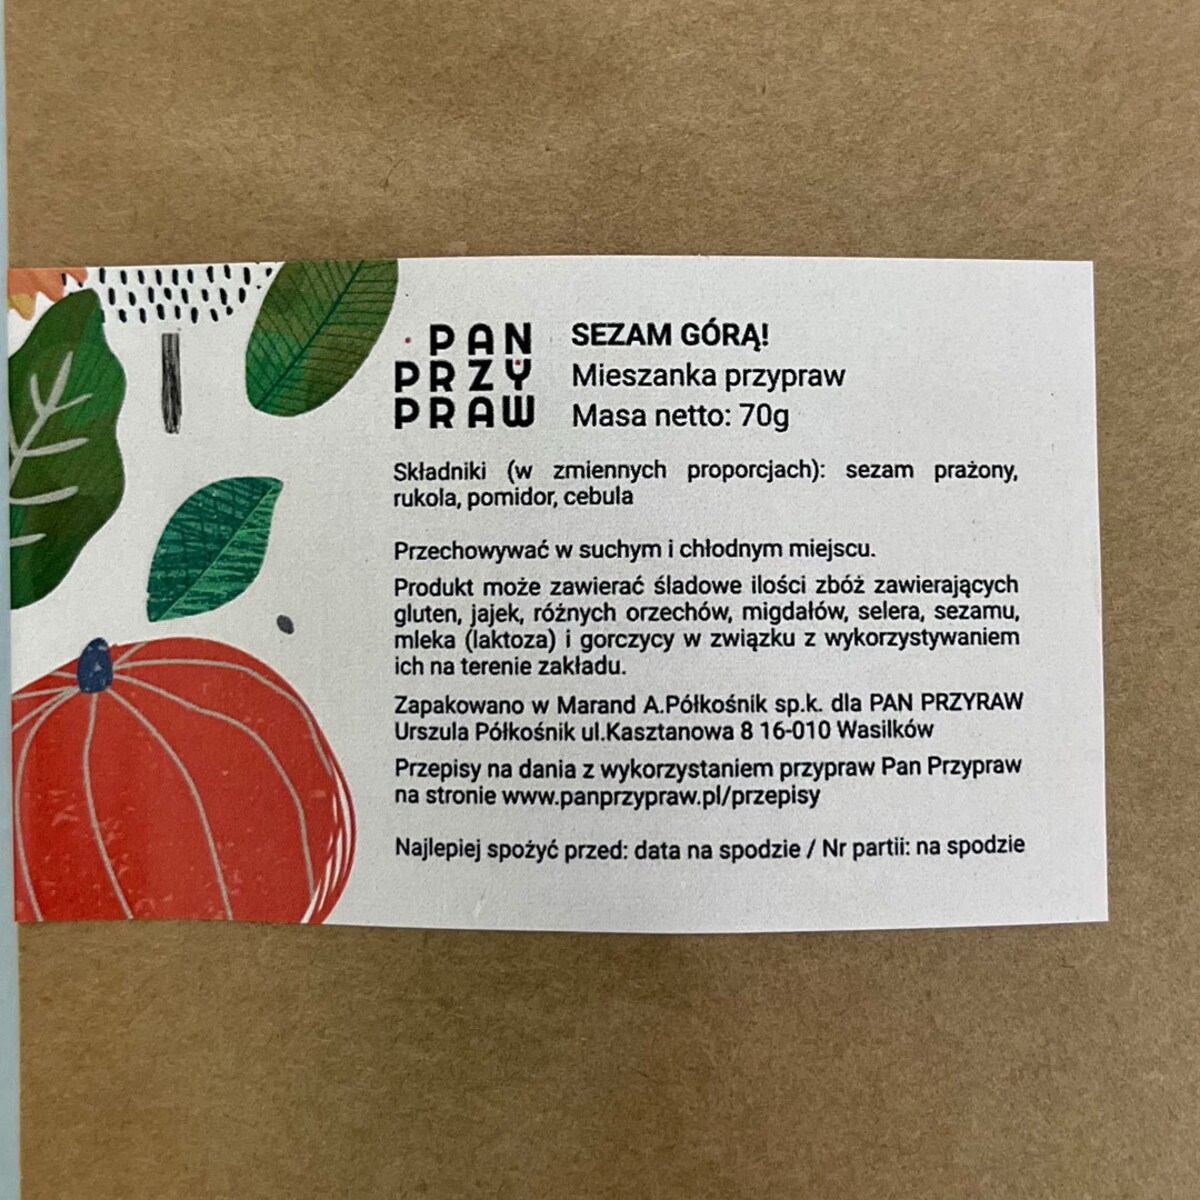 PAN
PRZY
PRAW
SEZAM GÓRĄ!
Mieszanka przypraw
Masa netto: 70g
Składniki (w zmiennych proporcjach): sezam prażony,
rukola, pomidor, cebula
Przechowywać w suchym i chłodnym miejscu.
Produkt może zawierać śladowe ilości zbóż zawierających
gluten, jajek, różnych orzechów, migdałów, selera, sezamu,
mleka (laktoza) i gorczycy w związku z wykorzystywaniem
ich na terenie zakładu.
Zapakowano w Marand A.Półkośnik sp.k. dla PAN PRZYRAW
Urszula Półkośnik ul.Kasztanowa 8 16-010 Wasilków
Przepisy na dania z wykorzystaniem przypraw Pan Przypraw
na stronie www.panprzypraw.pl/przepisy
Najlepiej spożyć przed: data na spodzie / Nr partii: na spodzie